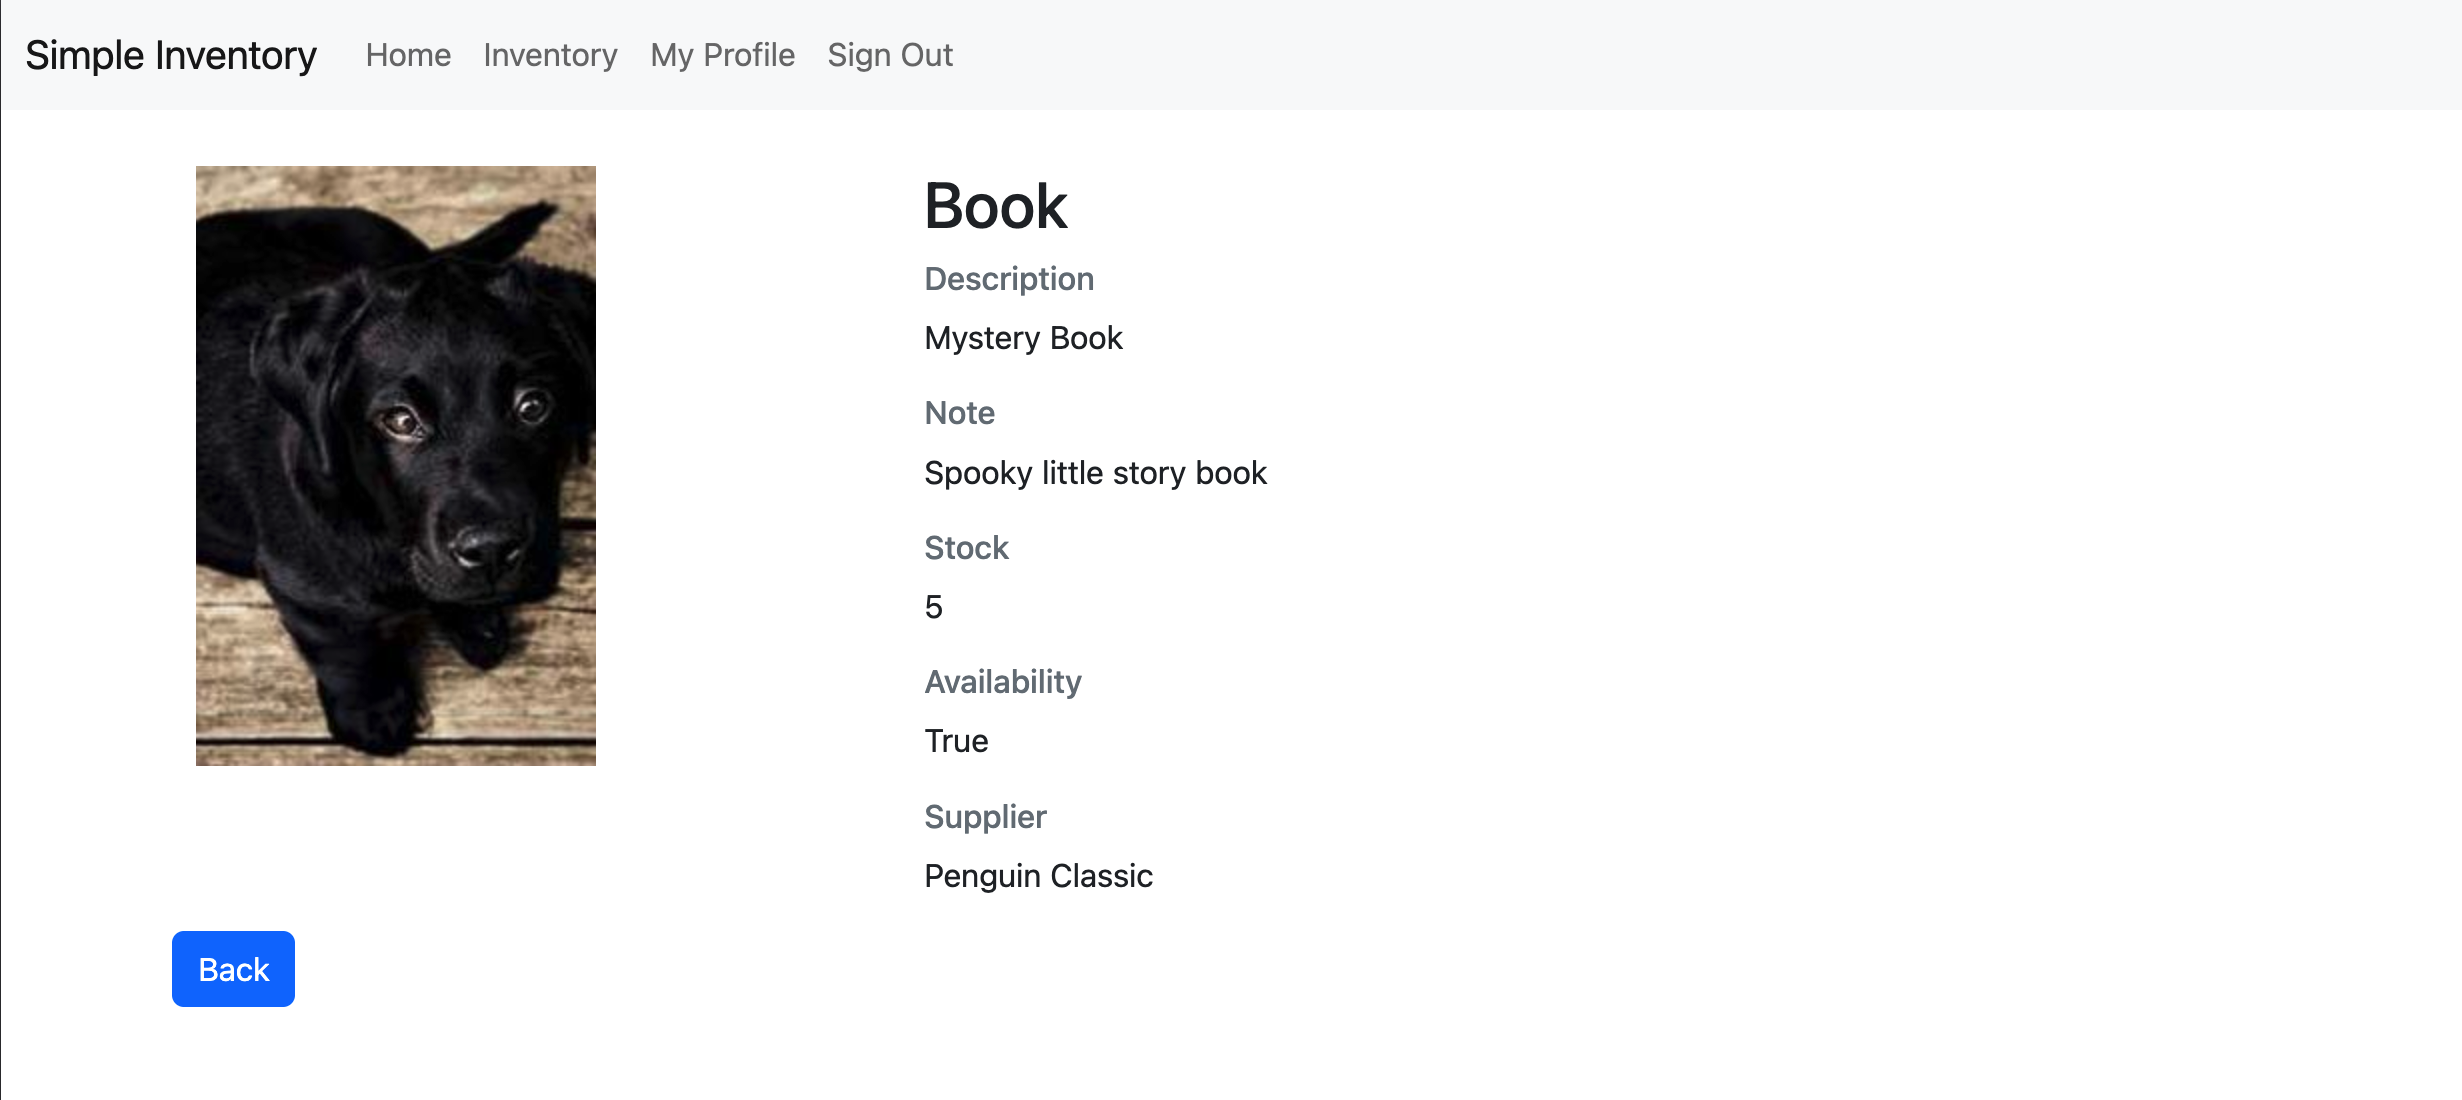 Simple Inventory Home Inventory My Profile Sign Out
Book
Description
Mystery Book
Note
Spooky little story book
Stock
5
Availability
True
Supplier
Penguin Classic
Back